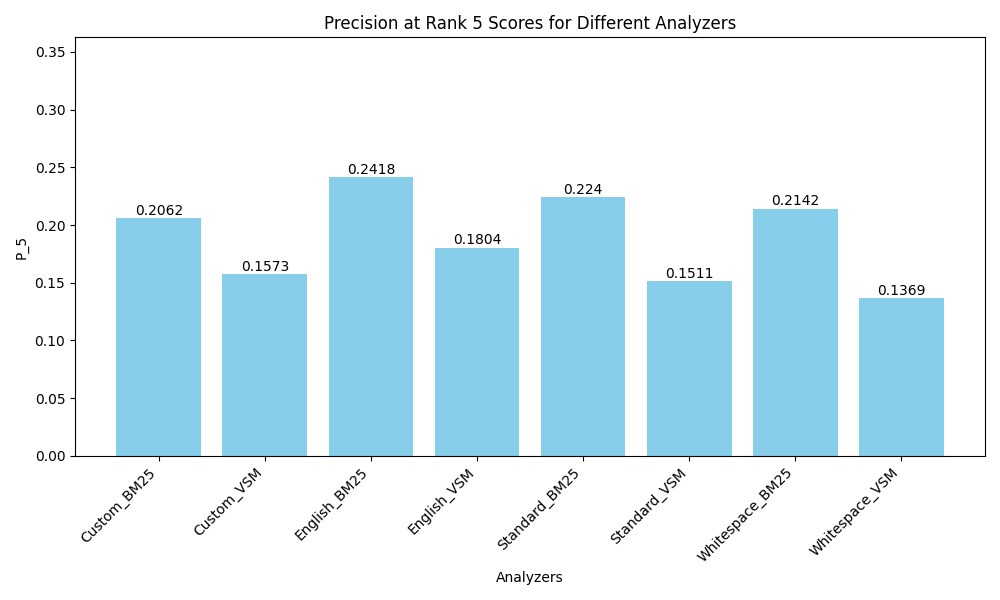 Precision at Rank 5 Scores for Different Analyzers
P_5
0.35
0.30
0.25
0.20
0.15
0.10
0.05
0.00
0.2062
0.1573
0.2418
0.1804
0.224
0.1511
0.2142
0.1369
Custom_BM25
Custom_VSM
English_BM25
English_VSM
Standard_BM25
Standard_VSM
Whitespace_BM25
Whitespace_VSM
Analyzers